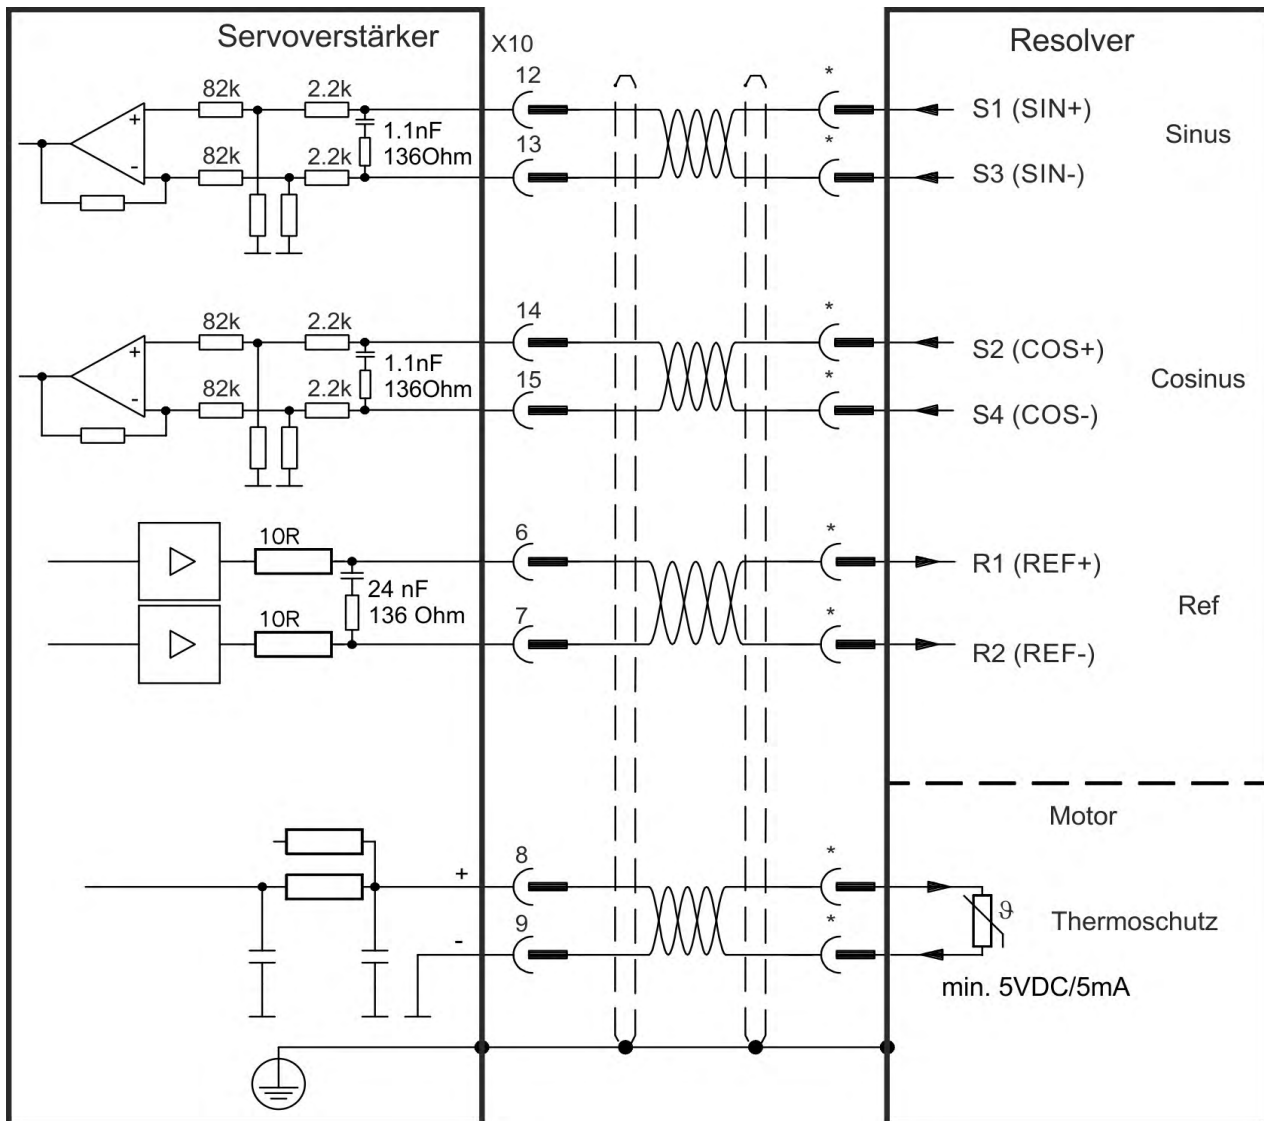 Servoverstärker
X10
Resolver
82k
2.2k
12
*
S1 (SIN+)
+
1.1nF
Sinus
-
82k
2.2k
136Ohm
13
*
S3 (SIN-)
82k
2.2k
14
*
S2 (COS+)
+
1.1nF
Cosinus
-
82k
2.2k
136Ohm
15
*
S4 (COS-)
10R
6
*
R1 (REF+)
24 nF
136 Ohm
Ref
10R
7
*
R2 (REF-)
Motor
+
8
*
ϑ
Thermoschutz
-
9
*
min. 5VDC/5mA